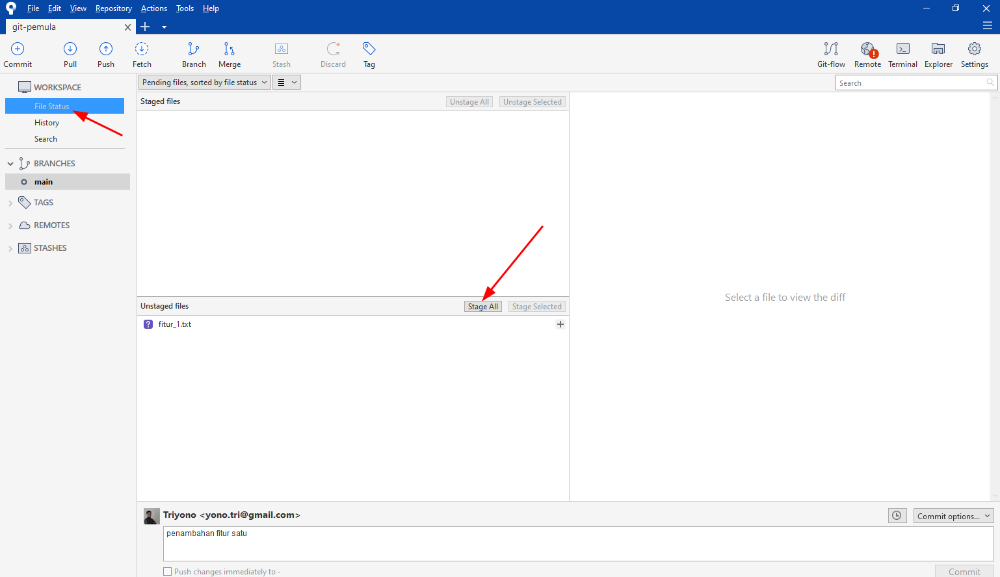 File Edit View Repository Actions Tools Help
git-pemula
Commit Pull Push Fetch Branch Merge Stash Discard Tag Git-flow Remote Terminal Explorer Settings
WORKSPACE
File Status
History
Search
BRANCHES
main
TAGS
REMOTES
STASHES
Pending files, sorted by file status
Search
Staged files Unstage All Unstage Selected
Unstaged files Stage All Stage Selected
? fitur_1.txt
Select a file to view the diff
Triyono <yono.tri@gmail.com> Commit options...
penambahan fitur satu
Push changes immediately to -
Commit